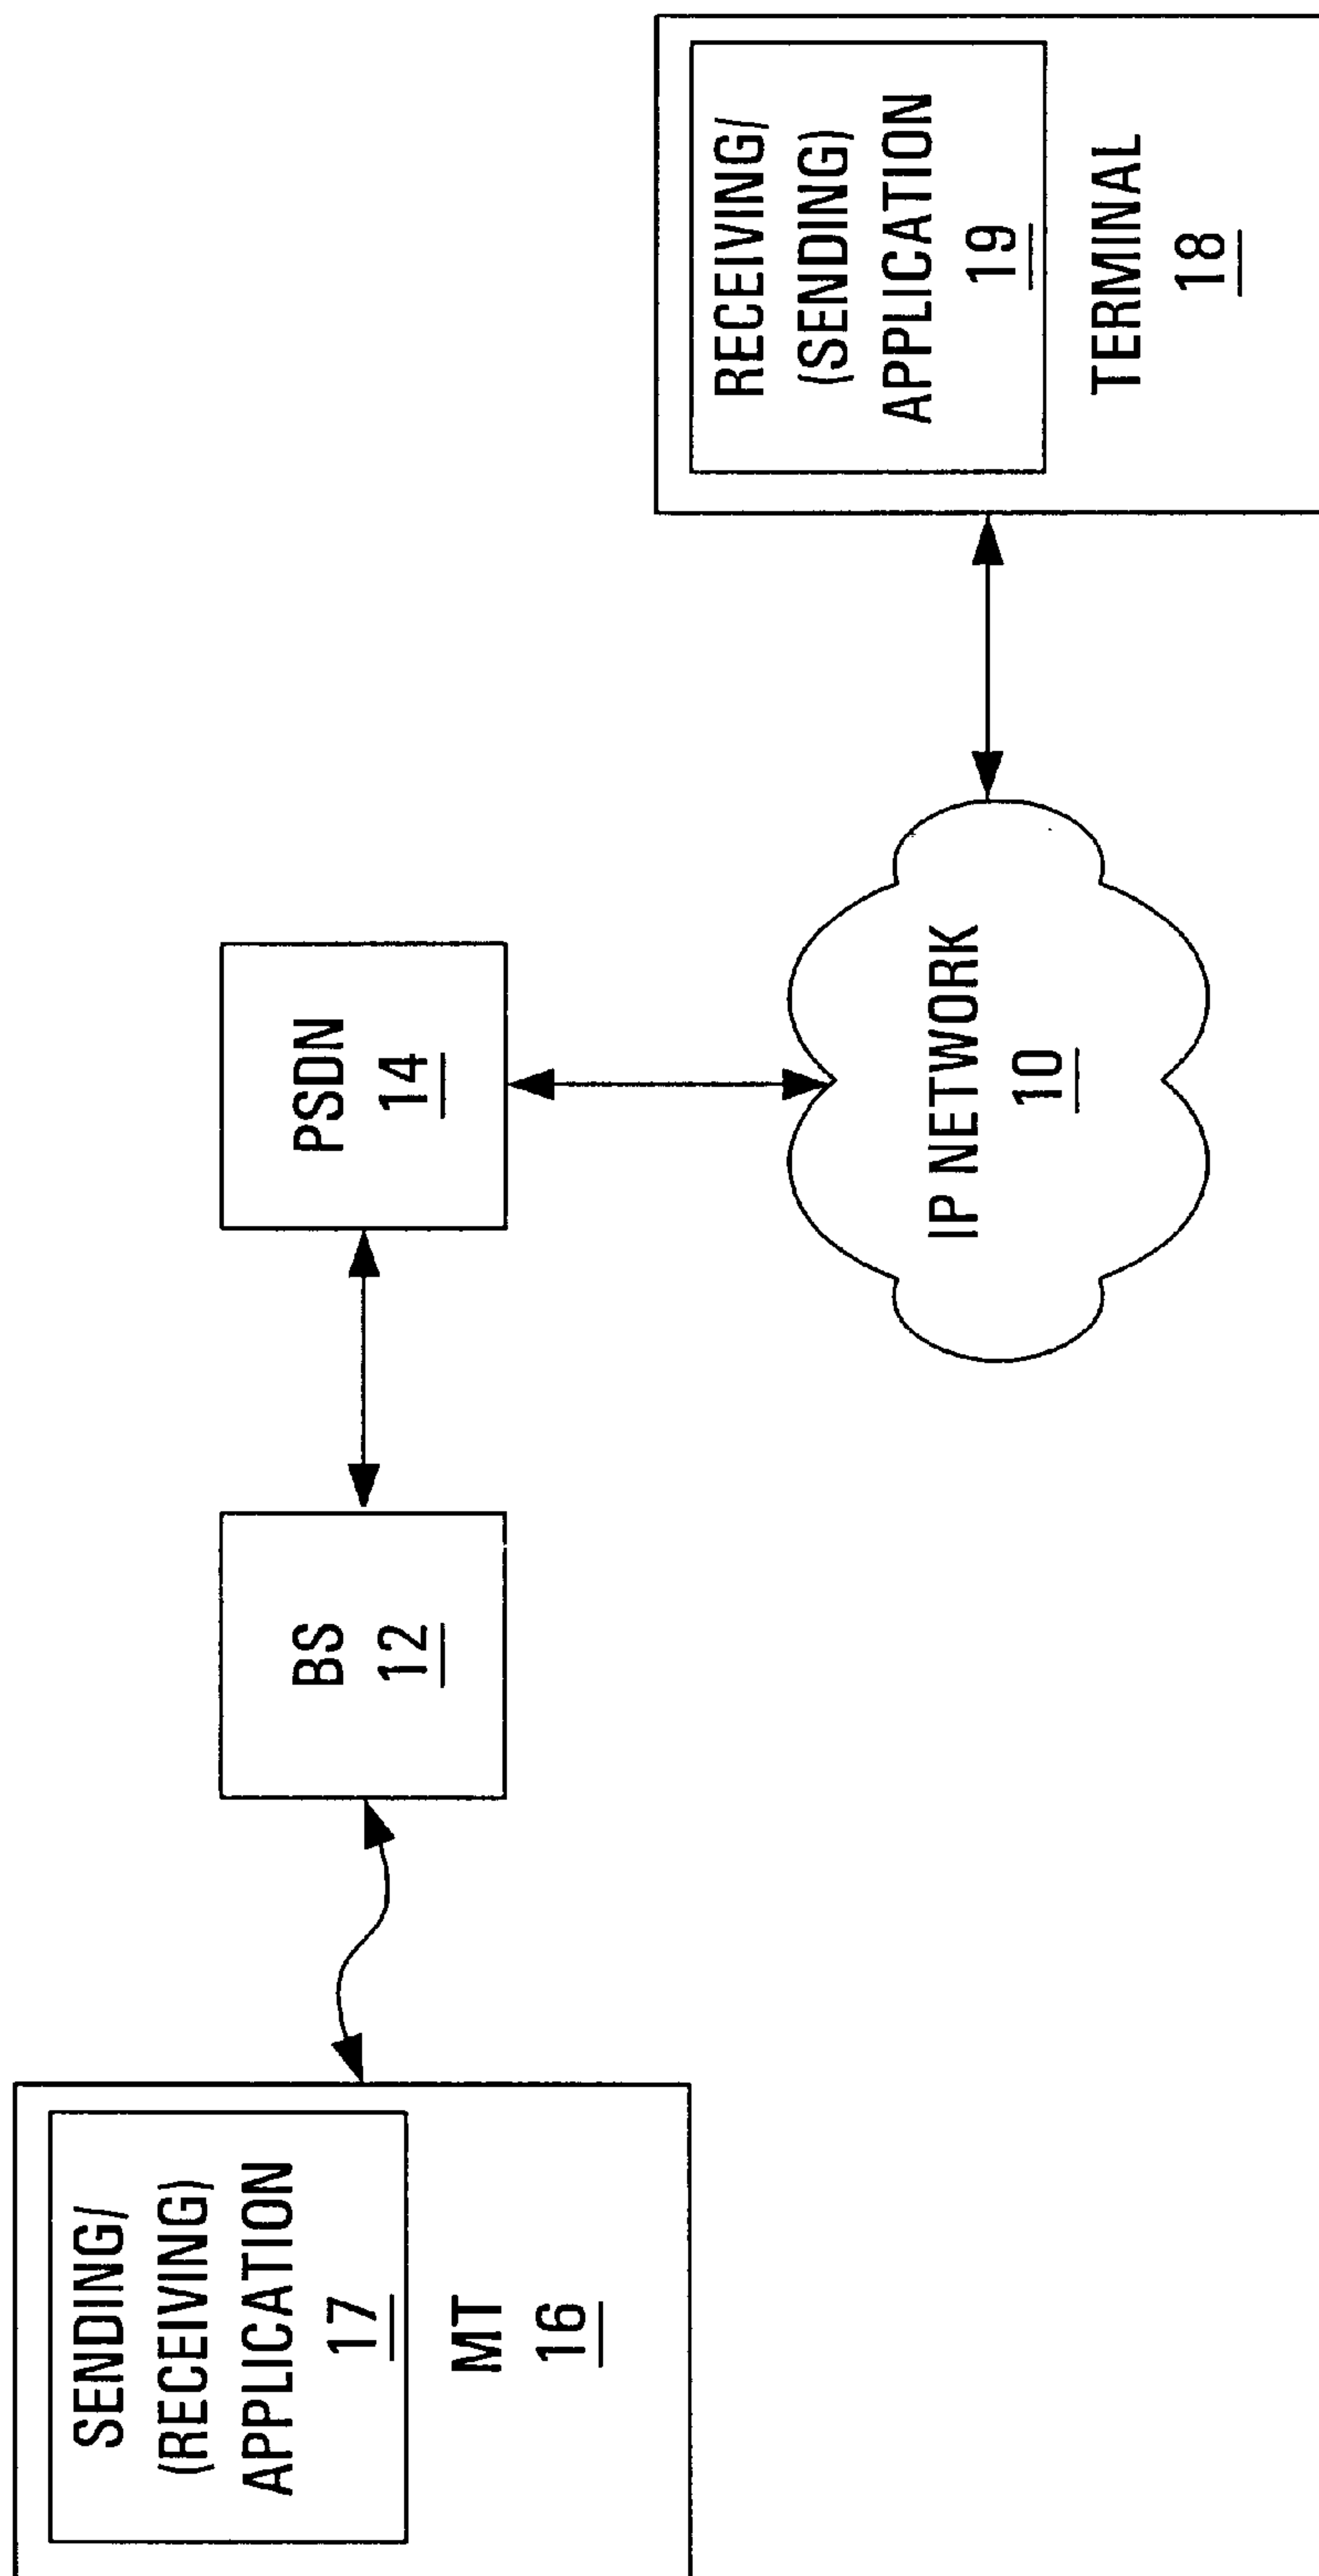 SENDING/
(RECEIVING)
APPLICATION
17
MT
16
BS
12
PSDN
14
IP NETWORK
10
RECEIVING/
(SENDING)
APPLICATION
19
TERMINAL
18